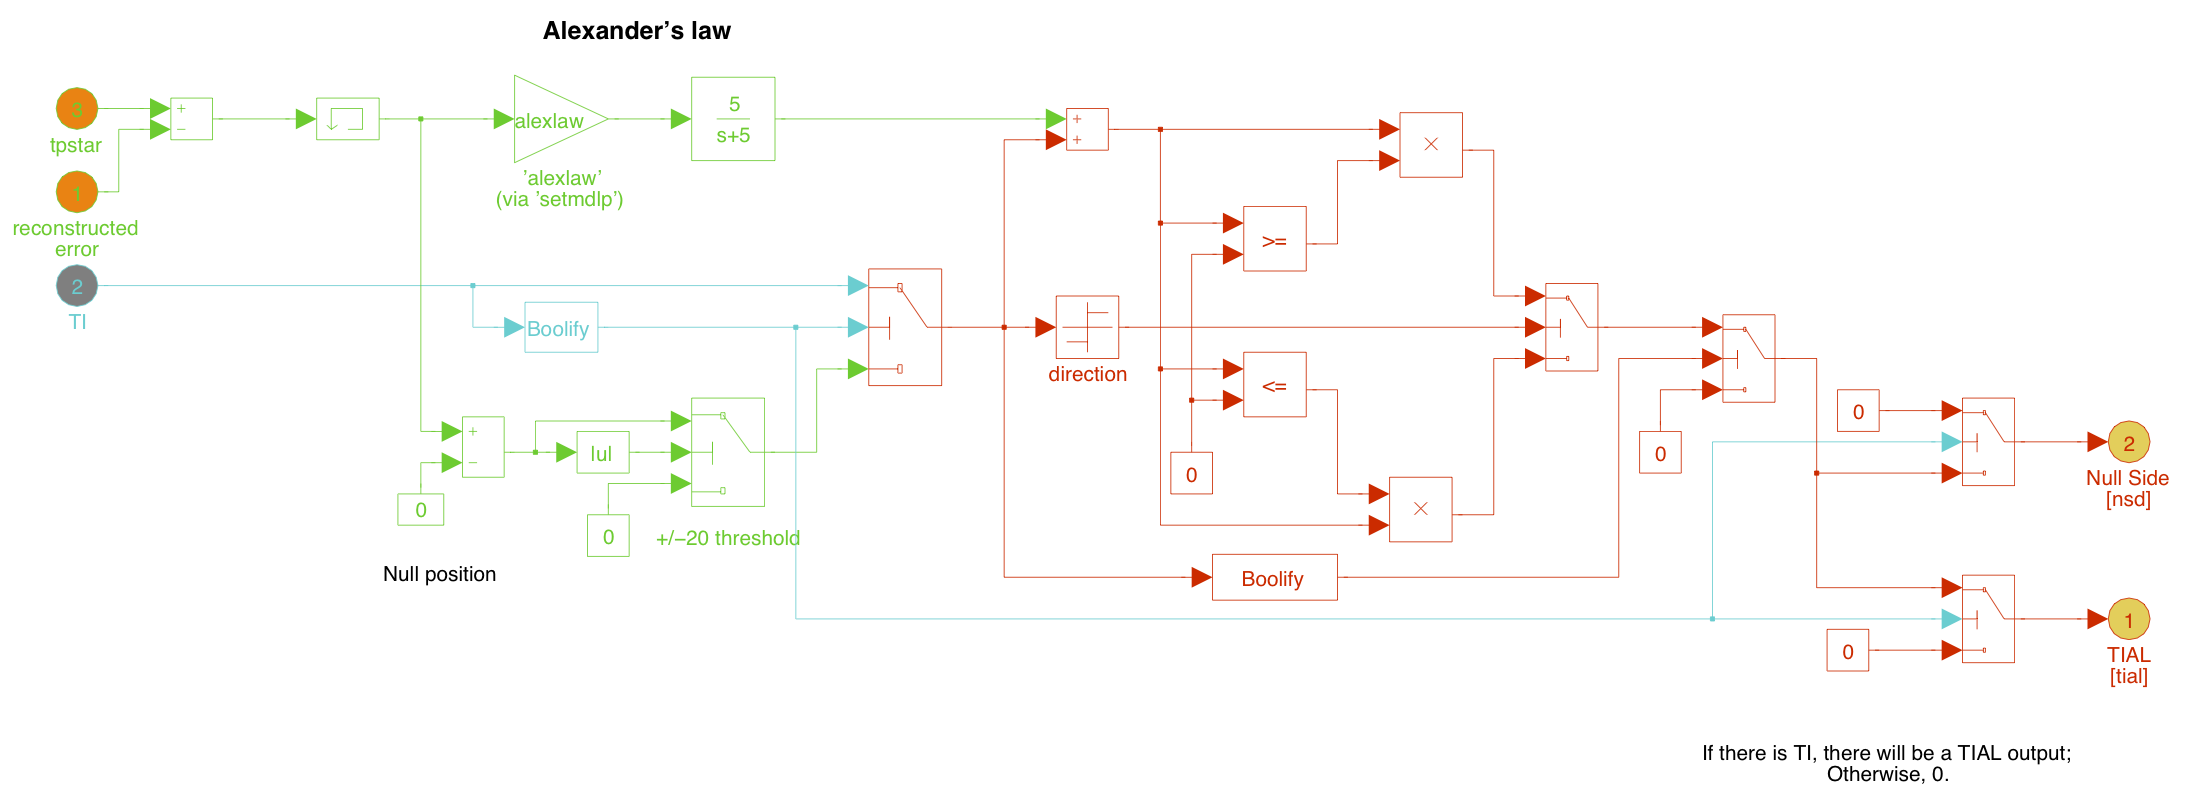 Alexander's law
3
tpstar
+
−
1
reconstructed
error
2
TI
alexlaw
'alexlaw'
(via 'setmdlp')
5
s+5
Boolify
+
−
0
|u|
0
+/−20 threshold
Null position
+
+
×
>=
direction
<=
0
×
Boolify
0
0
2
Null Side
[nsd]
0
1
TIAL
[tial]
If there is TI, there will be a TIAL output;
Otherwise, 0.